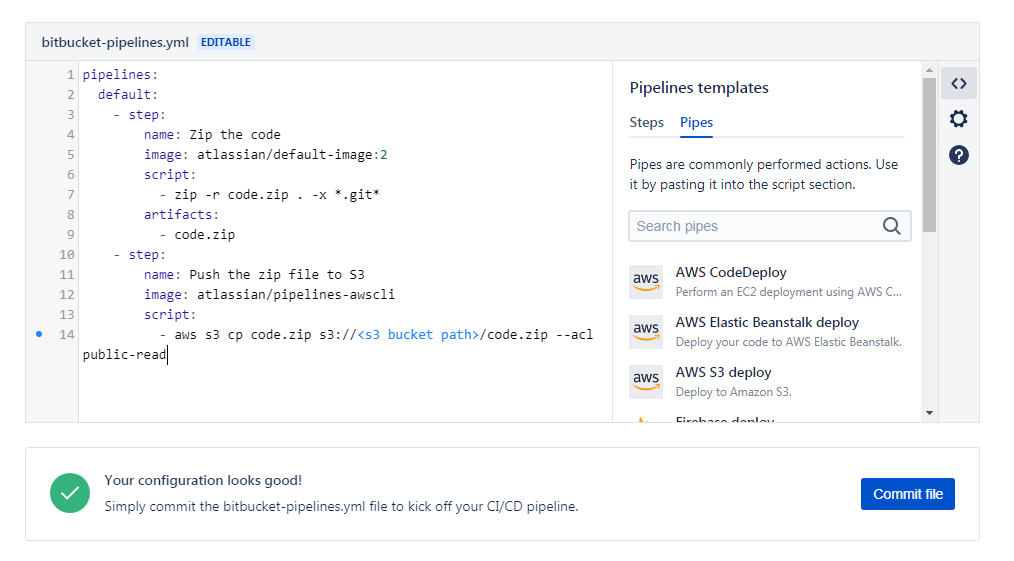 bitbucket-pipelines.yml EDITABLE
1 pipelines:
2 default:
3 - step:
4 name: Zip the code
5 image: atlassian/default-image:2
6 script:
7 - zip -r code.zip . -x *.git*
8 artifacts:
9 - code.zip
10 - step:
11 name: Push the zip file to S3
12 image: atlassian/pipelines-awscli
13 script:
14 - aws s3 cp code.zip s3://<s3 bucket path>/code.zip --acl
public-read
Pipelines templates
Steps Pipes
Pipes are commonly performed actions. Use
it by pasting it into the script section.
Search pipes
aws AWS CodeDeploy
Perform an EC2 deployment using AWS C...
aws AWS Elastic Beanstalk deploy
Deploy your code to AWS Elastic Beanstalk.
aws AWS S3 deploy
Deploy to Amazon S3.
Firebase deploy
<>
?
Your configuration looks good!
Simply commit the bitbucket-pipelines.yml file to kick off your CI/CD pipeline.
Commit file